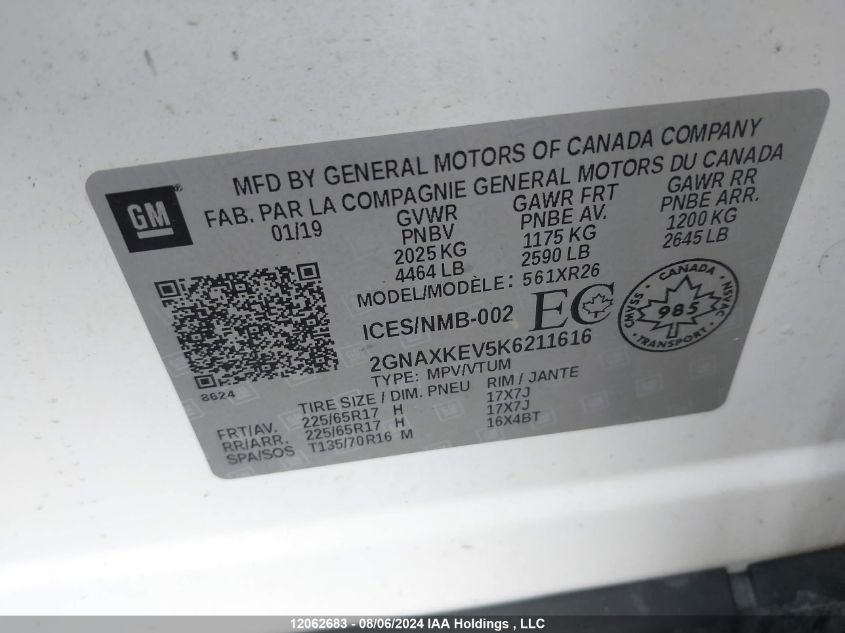 MFD BY GENERAL MOTORS OF CANADA COMPANY
FAB. PAR LA COMPAGNIE GENERAL MOTORS DU CANADA
GM®
01/19 GVWR GAWR FRT GAWR RR
PNBV PNBE AV. PNBE ARR.
2025 KG 1175 KG 1200 KG
4464 LB 2590 LB 2645 LB
MODEL/MODÈLE: 561XR26
ICES/NMB-002 EC
CANADA
CMVSS 985 NSVAC
TRANSPORT
2GNAXKEV5K6211616
TYPE: MPV/VTUM
8624
TIRE SIZE / DIM. PNEU RIM / JANTE
FRT/AV. 225/65R17 H 17X7J
RR/ARR. 225/65R17 H 17X7J
SPA/SOS T135/70R16 M 16X4BT
12062683 - 08/06/2024 IAA Holdings, LLC